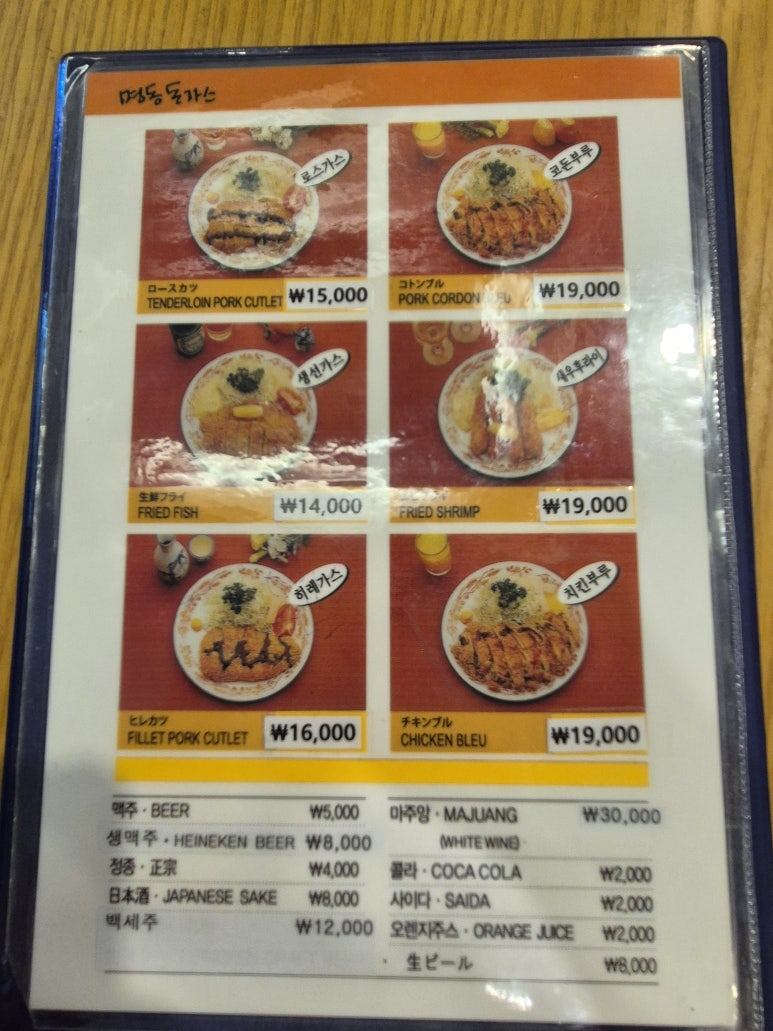 명동돈가스
로스가스
ロースカツ
TENDERLOIN PORK CUTLET ₩15,000
코돈부루
コトンブル
PORK CORDON BLEU ₩19,000
생선가스
生鮮フライ
FRIED FISH ₩14,000
새우후라이
FRIED SHRIMP ₩19,000
히레가스
ヒレカツ
FILLET PORK CUTLET ₩16,000
치킨부루
チキンブル
CHICKEN BLEU ₩19,000
맥주 · BEER ₩5,000
생맥주 · HEINEKEN BEER ₩8,000
정종 · 正宗 ₩4,000
日本酒 · JAPANESE SAKE ₩8,000
백세주 ₩12,000
마주앙 · MAJUANG ₩30,000
(WHITE WINE)
콜라 · COCA COLA ₩2,000
사이다 · SAIDA ₩2,000
오렌지주스 · ORANGE JUICE ₩2,000
· 生ビール ₩8,000